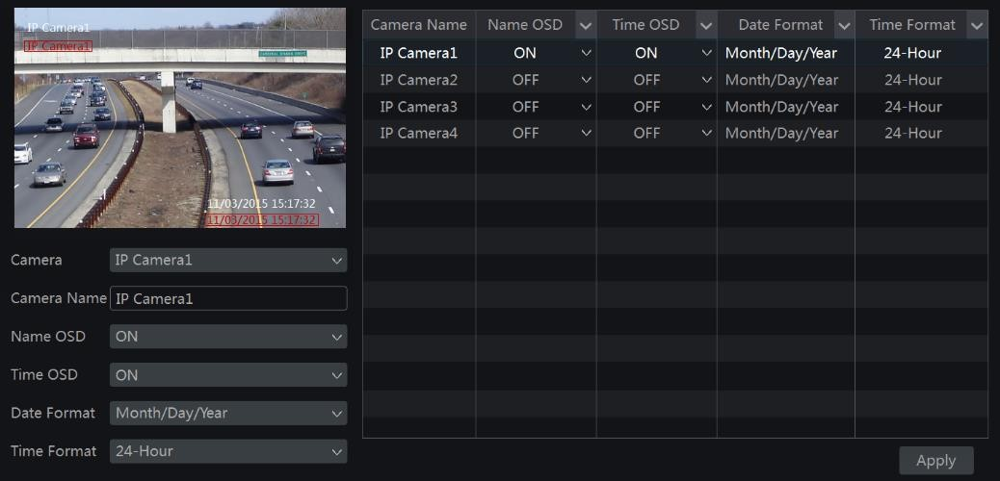 IP Camera1
IP Camera1
11/03/2015 15:17:32
11/03/2015 15:17:32
Camera IP Camera1
Camera Name IP Camera1
Name OSD ON
Time OSD ON
Date Format Month/Day/Year
Time Format 24-Hour
Camera Name Name OSD Time OSD Date Format Time Format
IP Camera1 ON ON Month/Day/Year 24-Hour
IP Camera2 OFF OFF Month/Day/Year 24-Hour
IP Camera3 OFF OFF Month/Day/Year 24-Hour
IP Camera4 OFF OFF Month/Day/Year 24-Hour
Apply